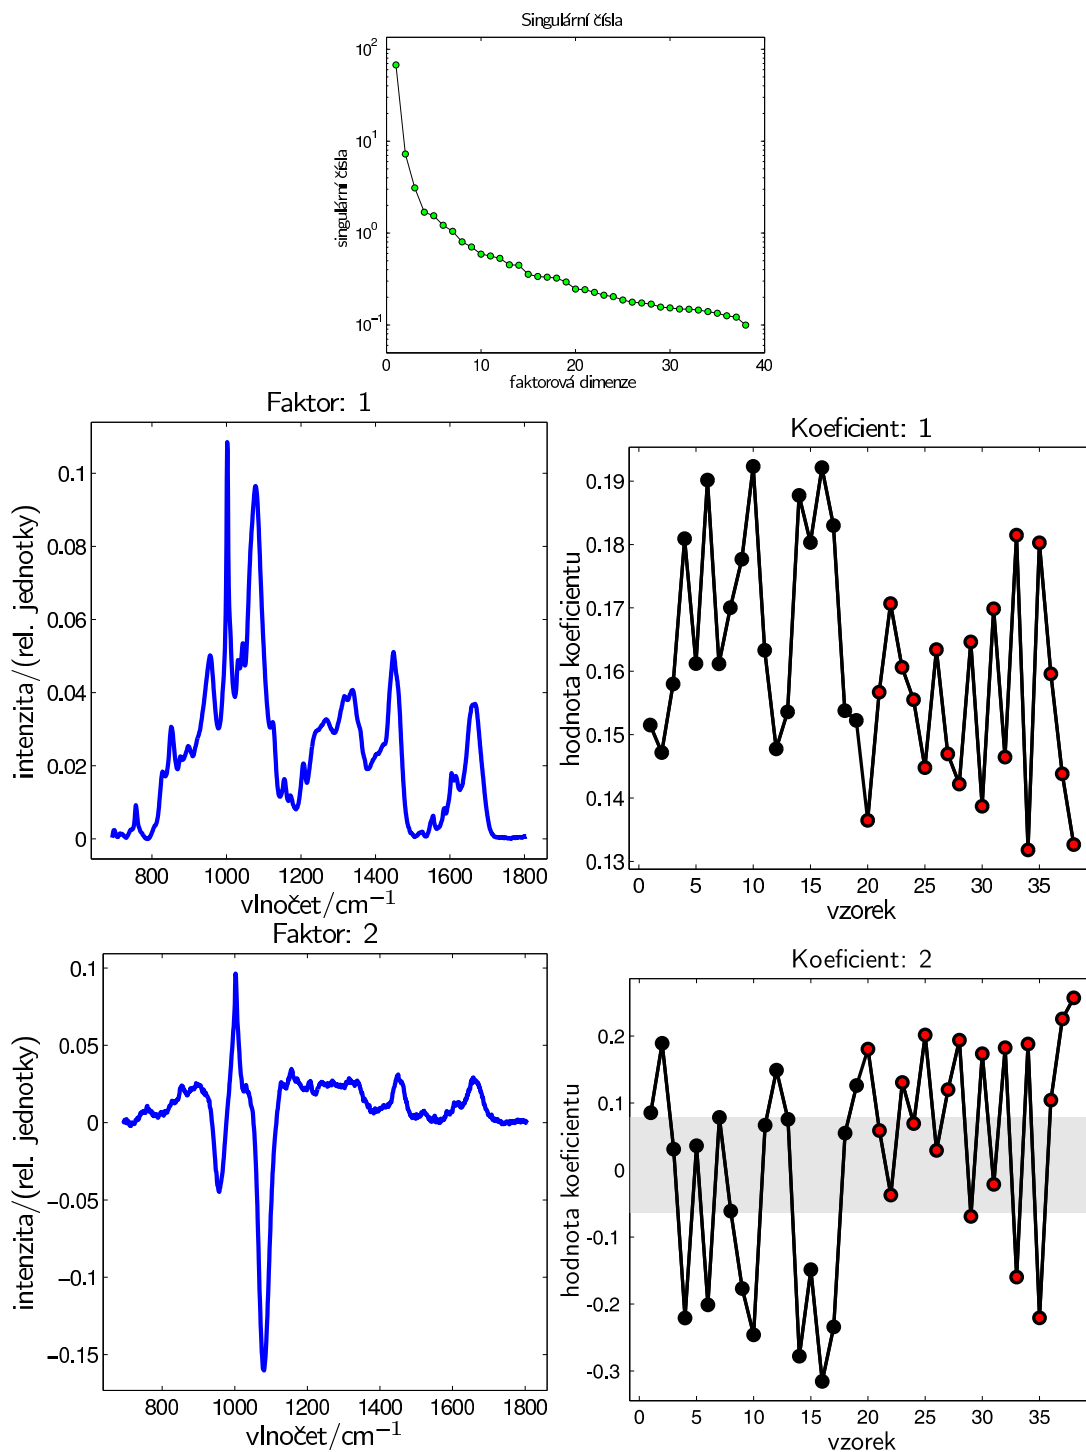 Singulární čísla
10²
10¹
10⁰
10⁻¹
singulární čísla
0 10 20 30 40
faktorová dimenze
Faktor: 1
0.1
0.08
0.06
0.04
0.02
0
intenzita/(rel. jednotky)
800 1000 1200 1400 1600 1800
vlnočet/cm⁻¹
Koeficient: 1
0.19
0.18
0.17
0.16
0.15
0.14
0.13
hodnota koeficientu
0 5 10 15 20 25 30 35
vzorek
Faktor: 2
0.1
0.05
0
−0.05
−0.1
−0.15
intenzita/(rel. jednotky)
800 1000 1200 1400 1600 1800
vlnočet/cm⁻¹
Koeficient: 2
0.2
0.1
0
-0.1
-0.2
-0.3
hodnota koeficientu
0 5 10 15 20 25 30 35
vzorek